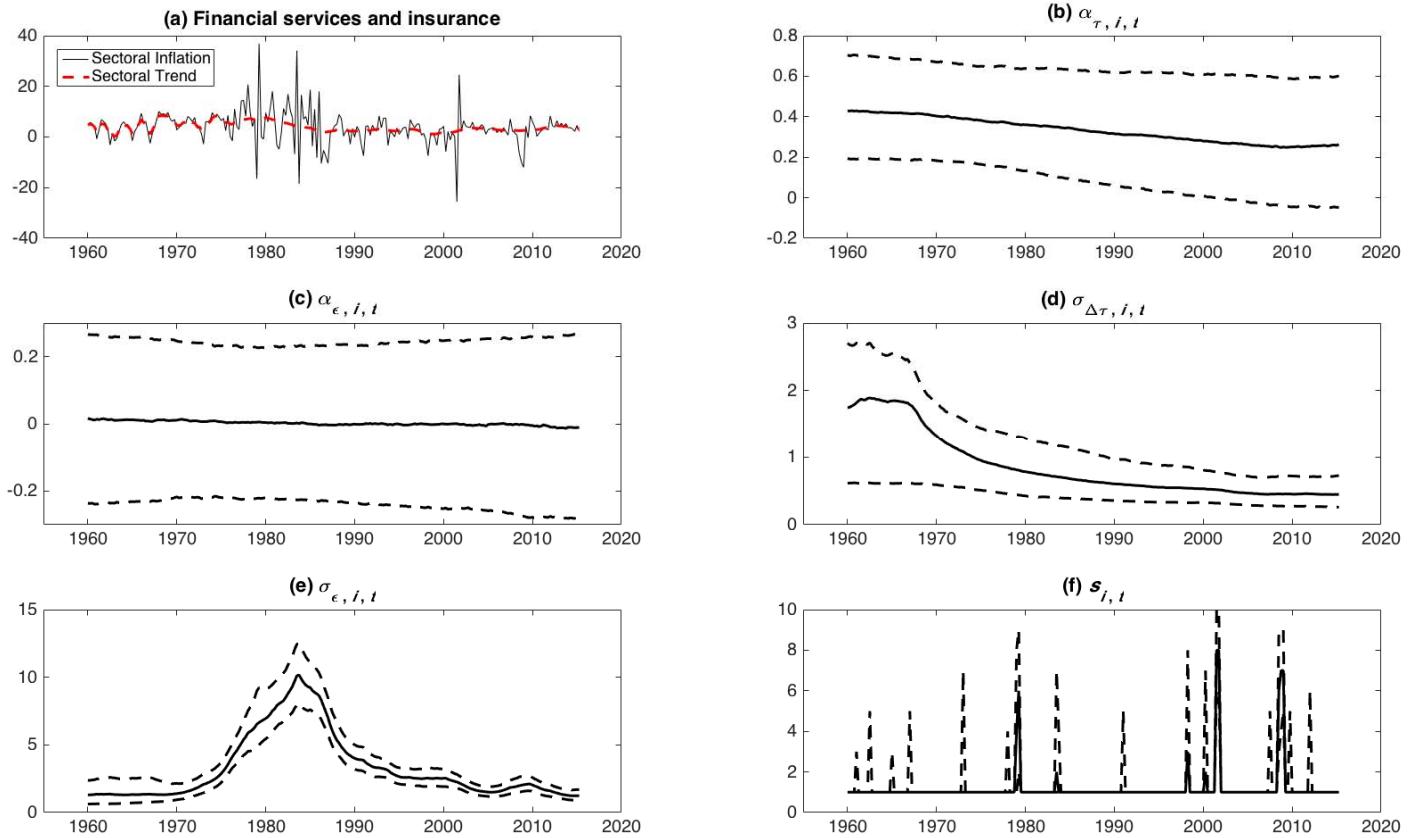 (a) Financial services and insurance
40
20
0
-20
-40
1960 1970 1980 1990 2000 2010 2020
Sectoral Inflation
Sectoral Trend
(b) α τ, i, t
0.8
0.6
0.4
0.2
0
-0.2
1960 1970 1980 1990 2000 2010 2020
(c) α ϵ, i, t
0.2
0
-0.2
1960 1970 1980 1990 2000 2010 2020
(d) σ Δτ, i, t
3
2
1
0
1960 1970 1980 1990 2000 2010 2020
(e) σ ϵ, i, t
15
10
5
0
1960 1970 1980 1990 2000 2010 2020
(f) s i, t
10
8
6
4
2
0
1960 1970 1980 1990 2000 2010 2020